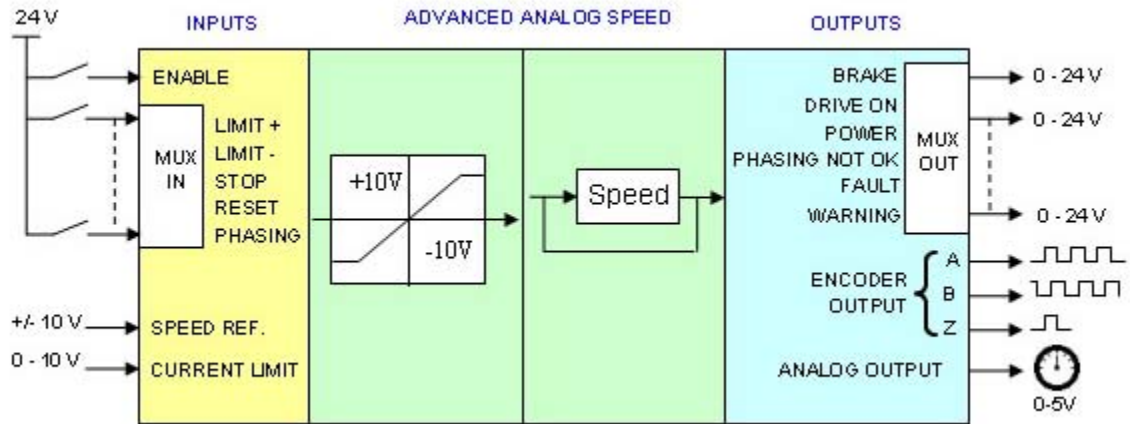 24 V
INPUTS
ADVANCED ANALOG SPEED
OUTPUTS
ENABLE
MUX IN
LIMIT +
LIMIT -
STOP
RESET
PHASING
+/- 10 V
SPEED REF.
0 - 10 V
CURRENT LIMIT
+10V
-10V
Speed
BRAKE
DRIVE ON
POWER
PHASING NOT OK
FAULT
WARNING
MUX
OUT
0 - 24 V
0 - 24 V
0 - 24 V
ENCODER
OUTPUT
A
B
Z
ANALOG OUTPUT
0-5V